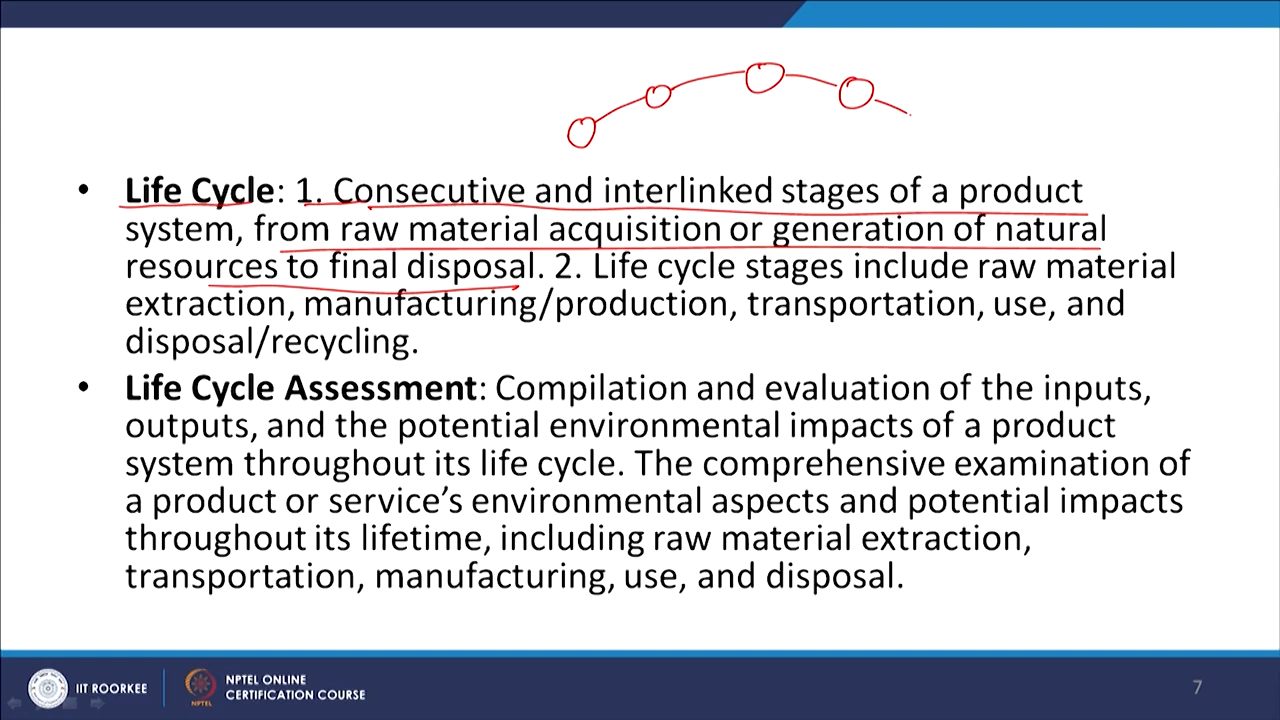 • Life Cycle: 1. Consecutive and interlinked stages of a product
system, from raw material acquisition or generation of natural
resources to final disposal. 2. Life cycle stages include raw material
extraction, manufacturing/production, transportation, use, and
disposal/recycling.
• Life Cycle Assessment: Compilation and evaluation of the inputs,
outputs, and the potential environmental impacts of a product
system throughout its life cycle. The comprehensive examination of
a product or service’s environmental aspects and potential impacts
throughout its lifetime, including raw material extraction,
transportation, manufacturing, use, and disposal.
IIT ROORKEE
NPTEL
NPTEL ONLINE
CERTIFICATION COURSE
7